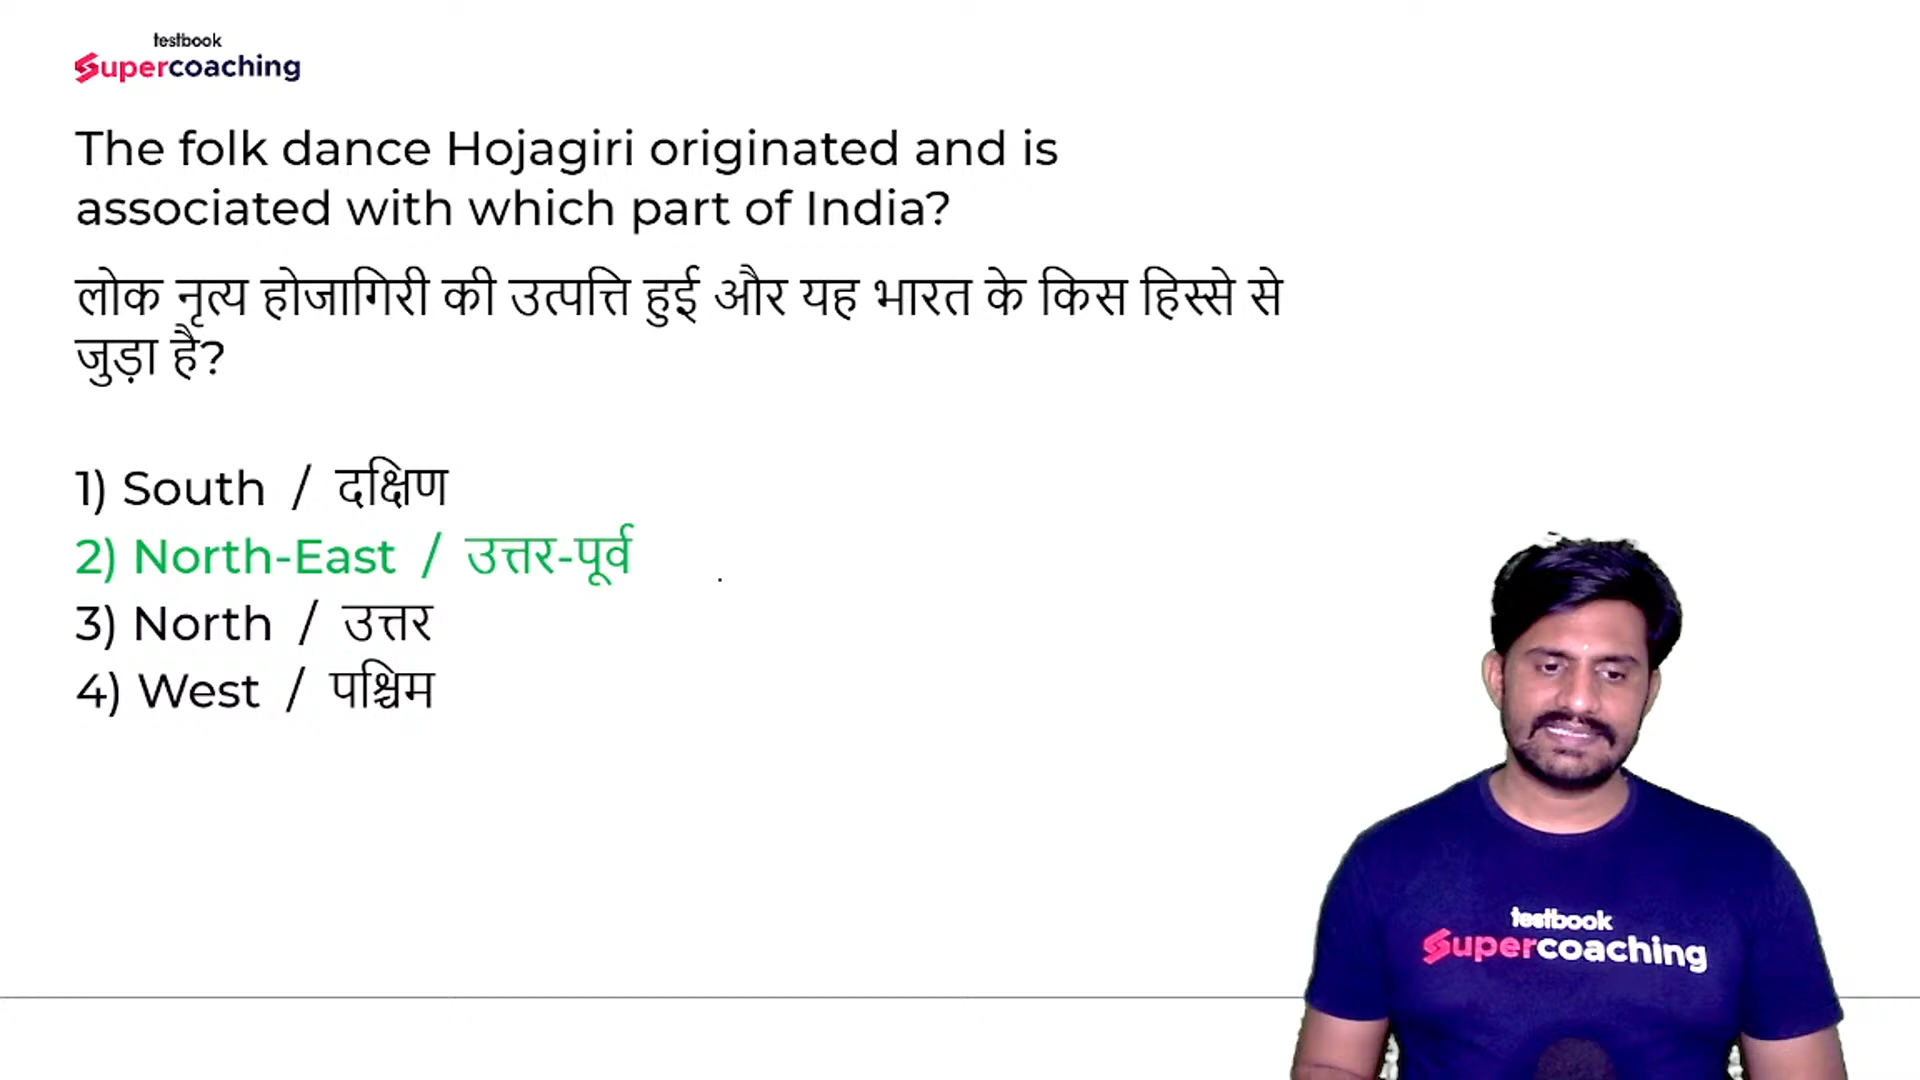 testbook
Supercoaching
The folk dance Hojagiri originated and is
associated with which part of India?
लोक नृत्य होजागिरी की उत्पत्ति हुई और यह भारत के किस हिस्से से
जुड़ा है?
1) South / दक्षिण
2) North-East / उत्तर-पूर्व
3) North / उत्तर
4) West / पश्चिम
testbook
Supercoaching